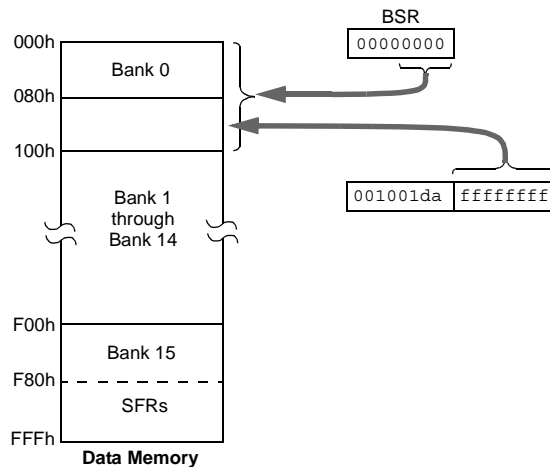 BSR
000h
00000000
Bank 0
080h
100h
001001da ffffffff
Bank 1
through
Bank 14
F00h
Bank 15
F80h
SFRs
FFFh
Data Memory